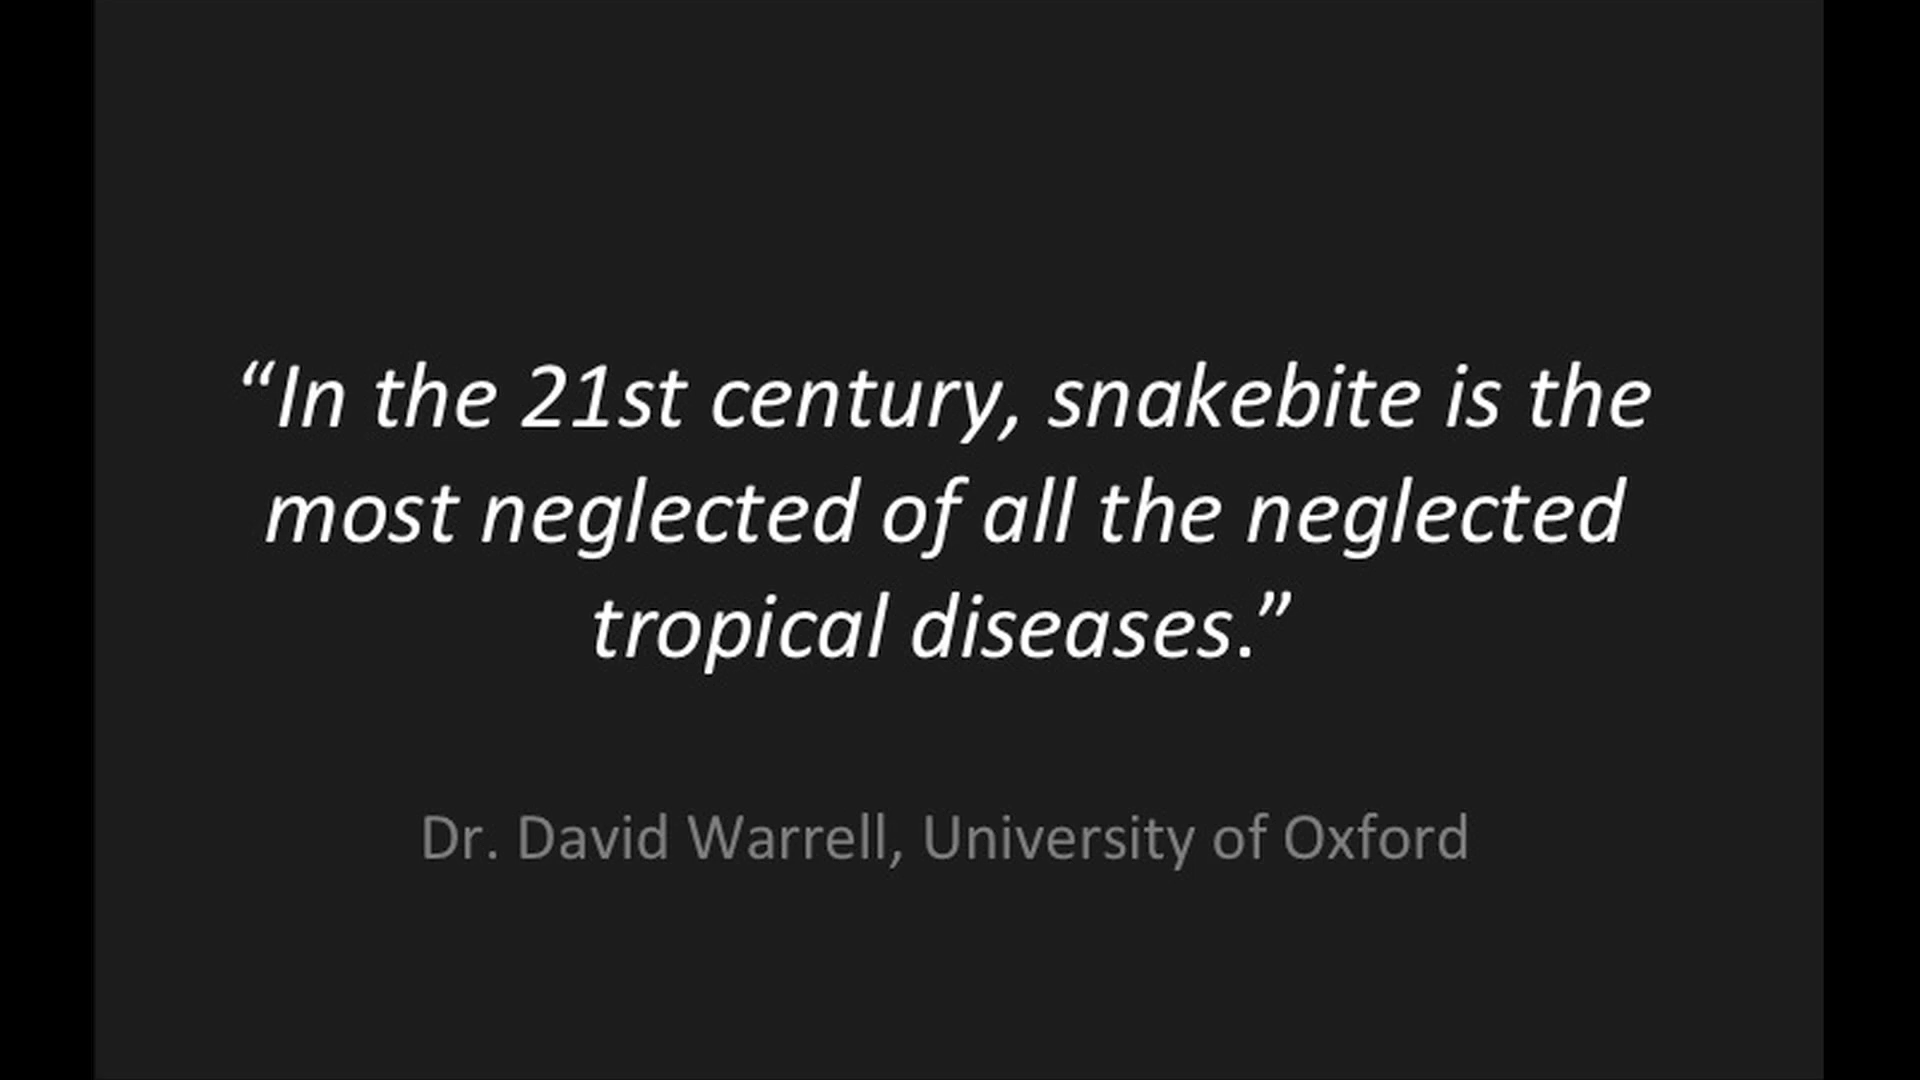 “In the 21st century, snakebite is the
most neglected of all the neglected
tropical diseases.”
Dr. David Warrell, University of Oxford